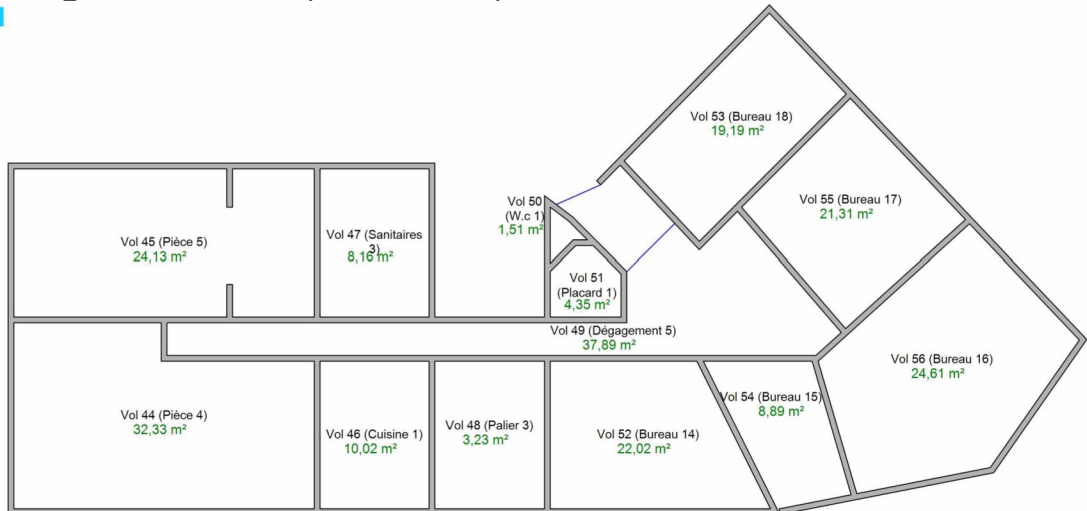 Vol 53 (Bureau 18)
19,19 m²
Vol 55 (Bureau 17)
21,31 m²
Vol 50
(W.c 1)
1,51 m²
Vol 45 (Pièce 5)
24,13 m²
Vol 47 (Sanitaires
3)
8,16 m²
Vol 51
(Placard 1)
4,35 m²
Vol 49 (Dégagement 5)
37,89 m²
Vol 56 (Bureau 16)
24,61 m²
Vol 44 (Pièce 4)
32,33 m²
Vol 46 (Cuisine 1)
10,02 m²
Vol 48 (Palier 3)
3,23 m²
Vol 52 (Bureau 14)
22,02 m²
Vol 54 (Bureau 15)
8,89 m²